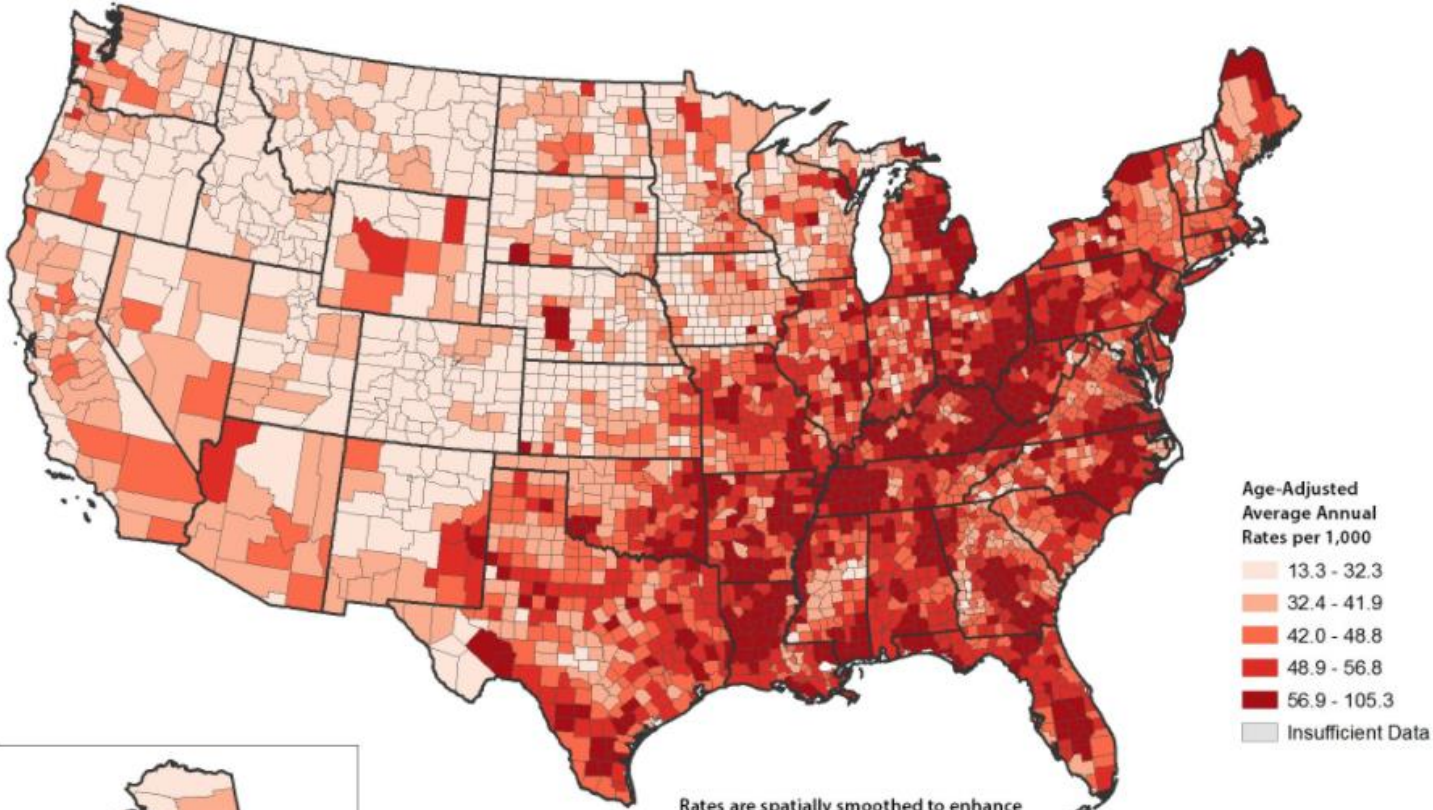 Age-Adjusted
Average Annual
Rates per 1,000
13.3 - 32.3
32.4 - 41.9
42.0 - 48.8
48.9 - 56.8
56.9 - 105.3
Insufficient Data
Rates are spatially smoothed to enhance